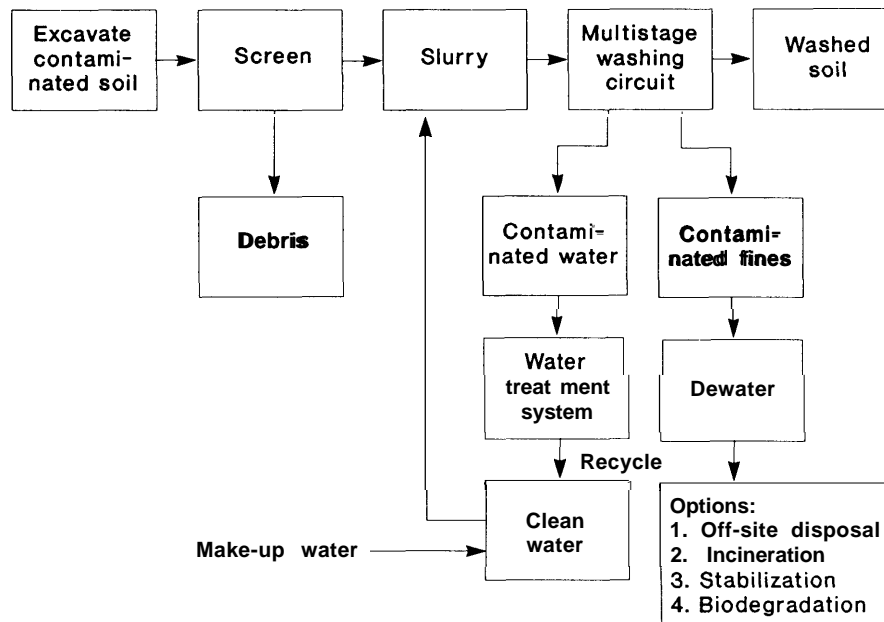 Excavate
contami-
nated soil
Screen
Slurry
Multistage
washing
circuit
Washed
soil
Debris
Contami-
nated water
Contami-
nated fines
Water
treat ment
system
Dewater
Recycle
Clean
water
Make-up water
Options:
1. Off-site disposal
2. Incineration
3. Stabilization
4. Biodegradation